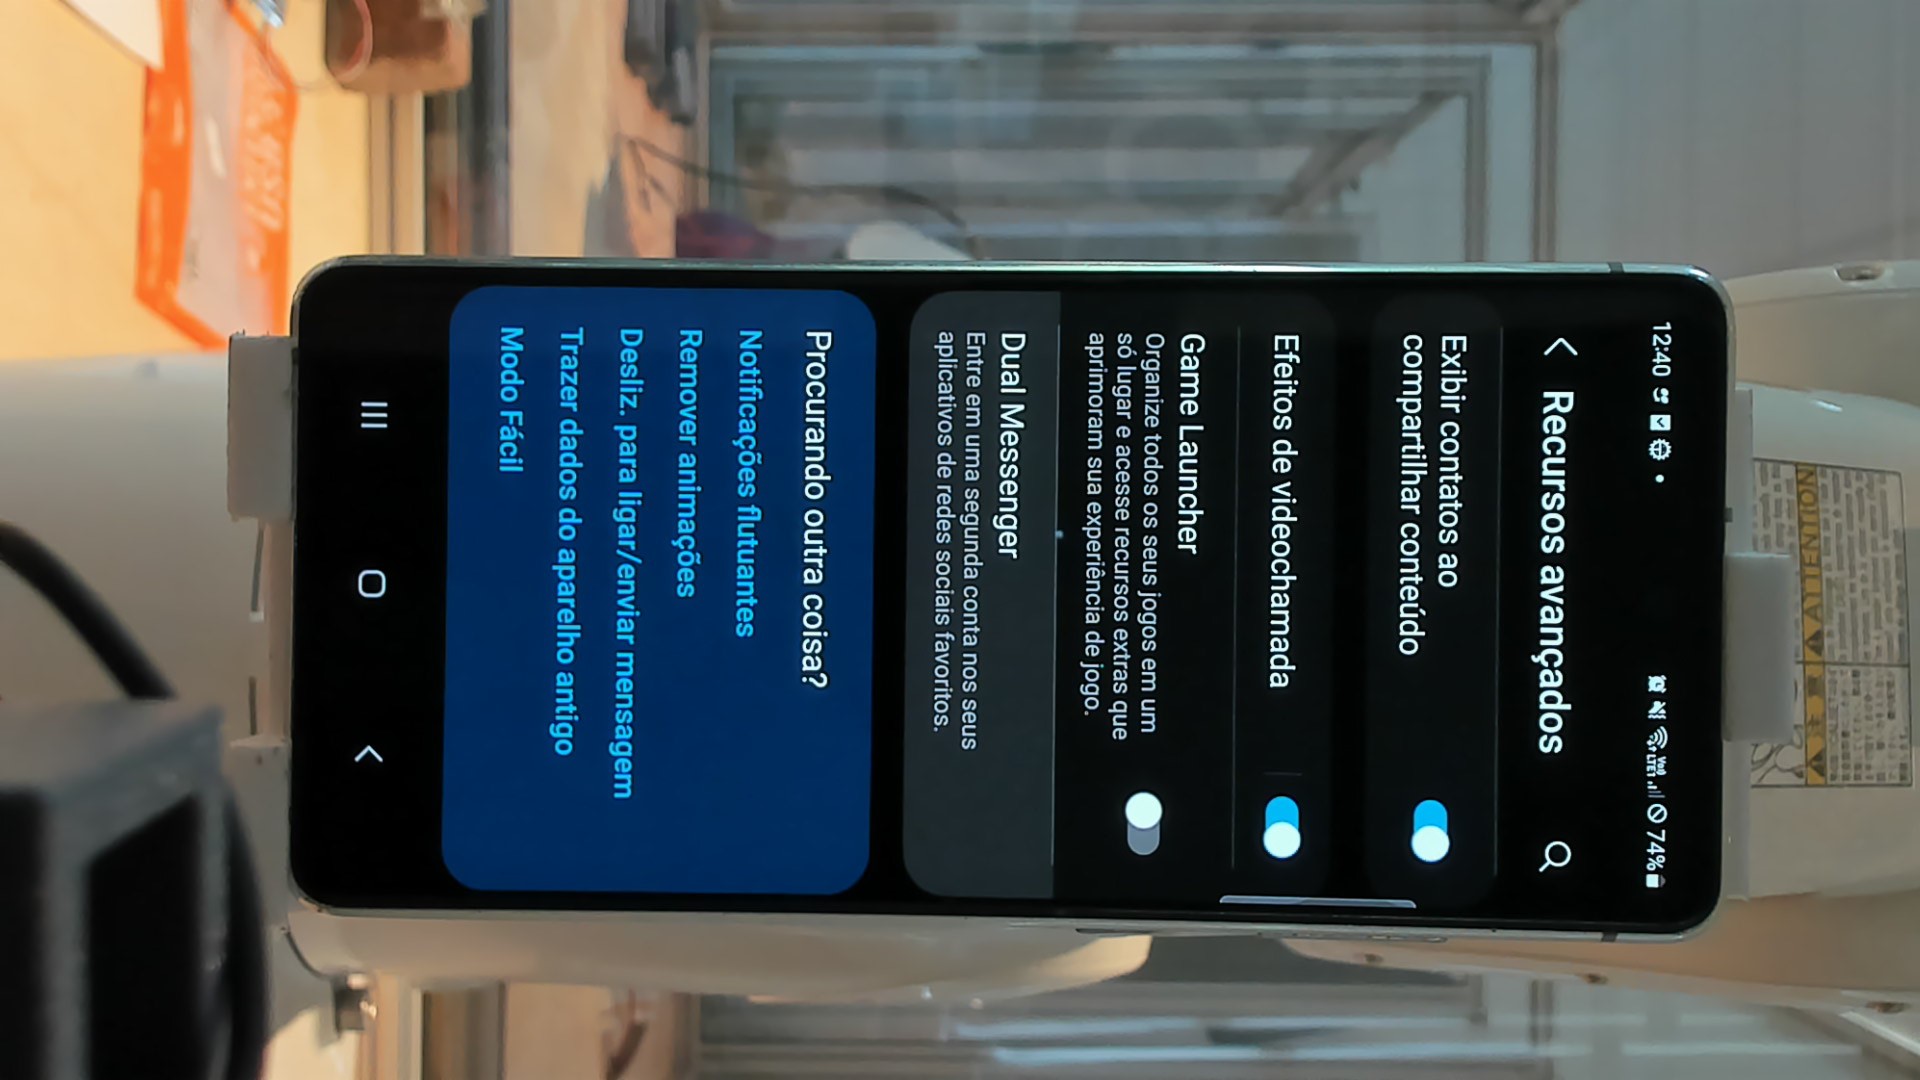 12:40
LTE1 74%
Recursos avançados
Exibir contatos ao
compartilhar conteúdo
Efeitos de videochamada
Game Launcher
Organize todos os seus jogos em um
só lugar e acesse recursos extras que
aprimoram sua experiência de jogo.
Dual Messenger
Entre em uma segunda conta nos seus
aplicativos de redes sociais favoritos.
Procurando outra coisa?
Notificações flutuantes
Remover animações
Desliz. para ligar/enviar mensagem
Trazer dados do aparelho antigo
Modo Fácil
ATTENTION